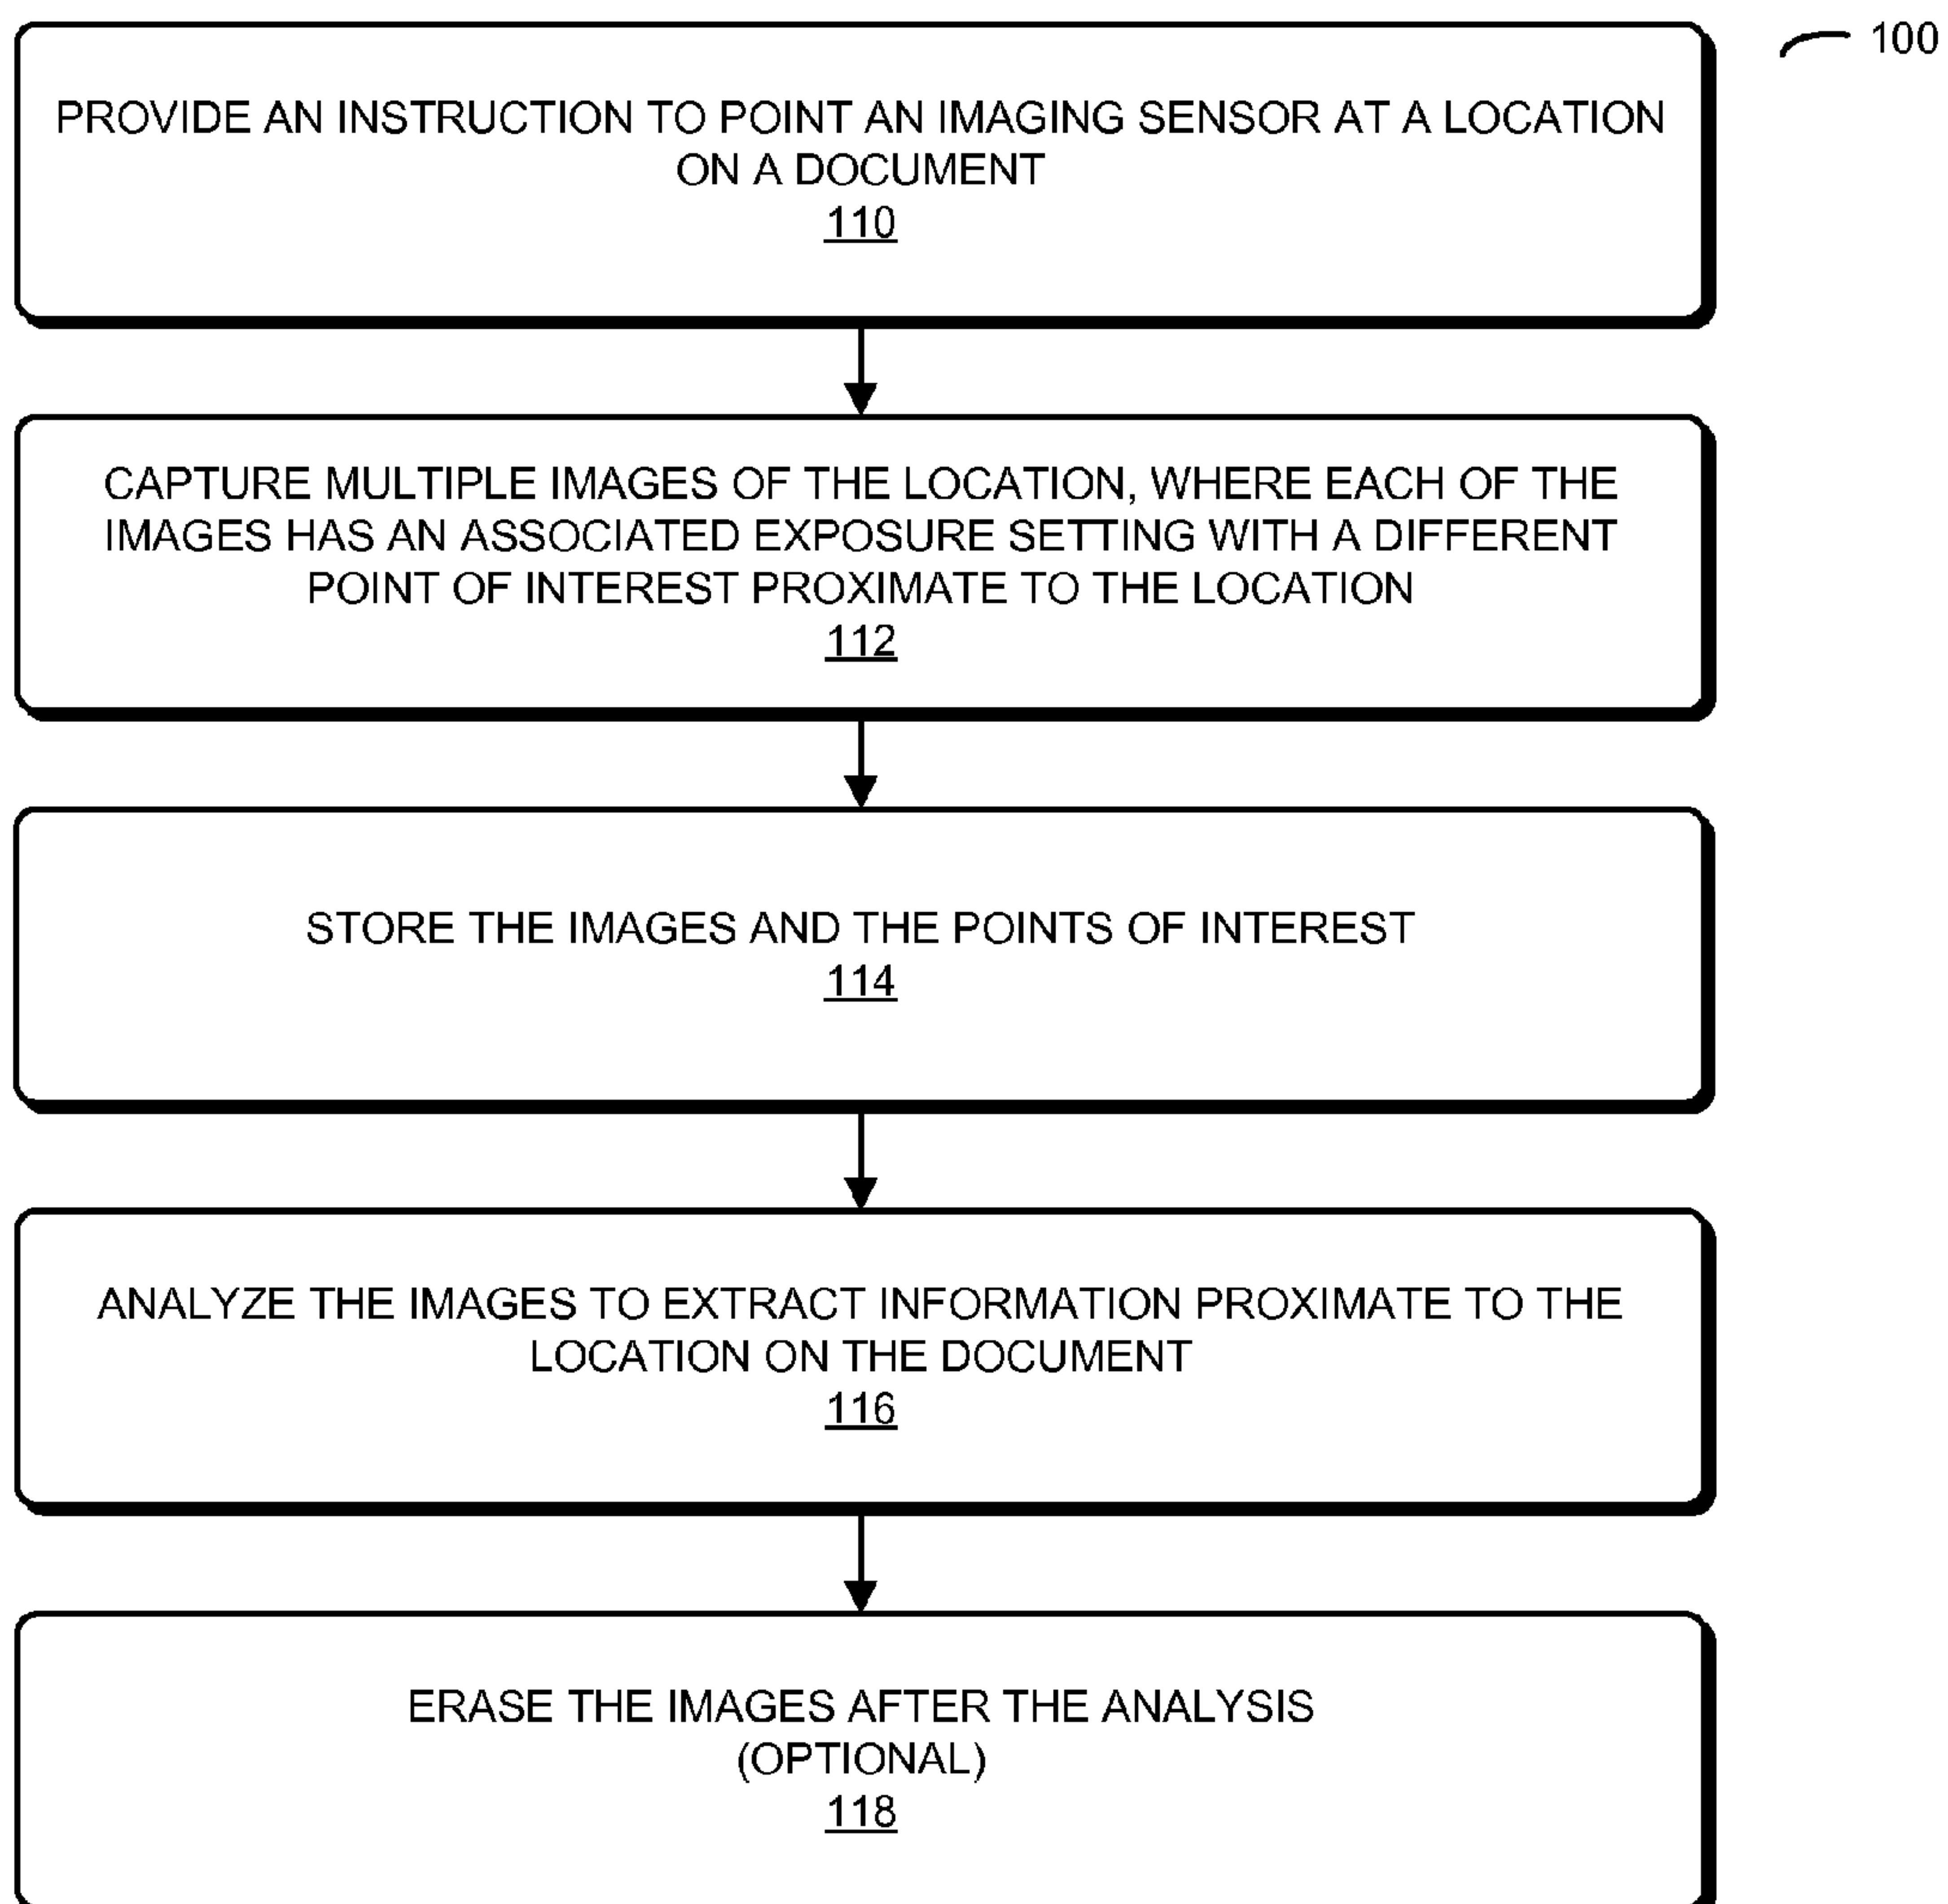 100
PROVIDE AN INSTRUCTION TO POINT AN IMAGING SENSOR AT A LOCATION
ON A DOCUMENT
110
CAPTURE MULTIPLE IMAGES OF THE LOCATION, WHERE EACH OF THE
IMAGES HAS AN ASSOCIATED EXPOSURE SETTING WITH A DIFFERENT
POINT OF INTEREST PROXIMATE TO THE LOCATION
112
STORE THE IMAGES AND THE POINTS OF INTEREST
114
ANALYZE THE IMAGES TO EXTRACT INFORMATION PROXIMATE TO THE
LOCATION ON THE DOCUMENT
116
ERASE THE IMAGES AFTER THE ANALYSIS
(OPTIONAL)
118